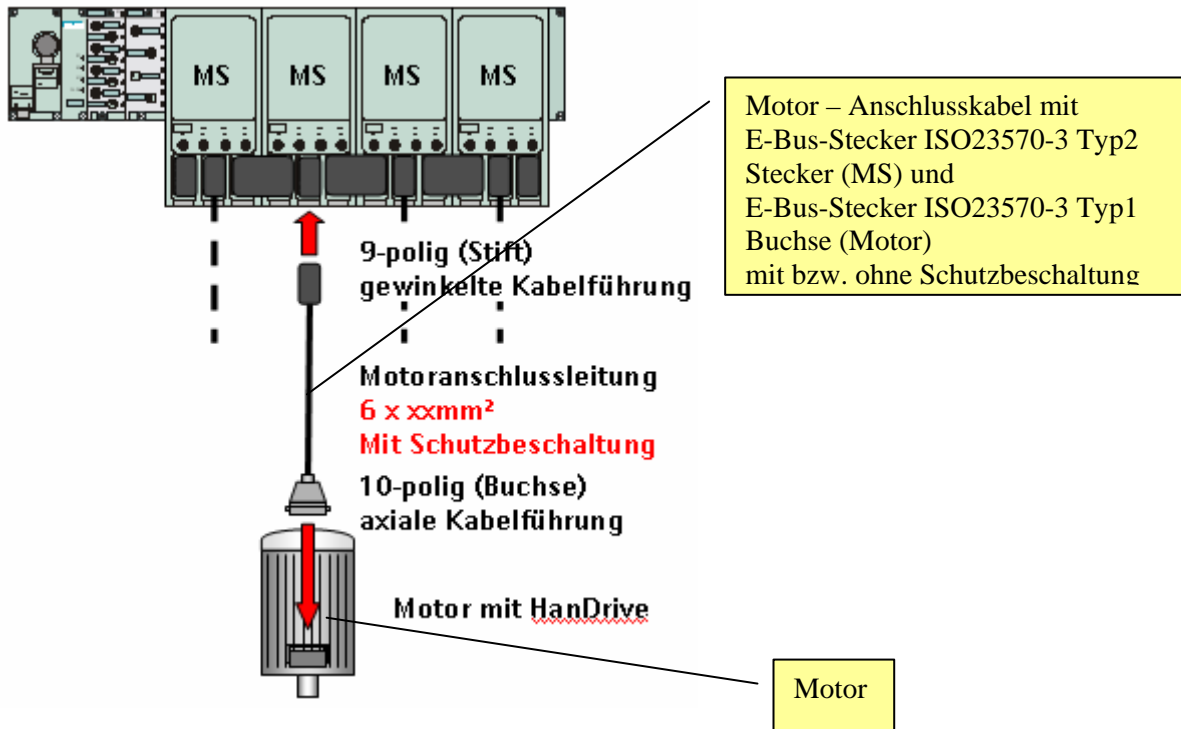 MS MS MS MS
Motor – Anschlusskabel mit
E-Bus-Stecker ISO23570-3 Typ2
Stecker (MS) und
E-Bus-Stecker ISO23570-3 Typ1
Buchse (Motor)
mit bzw. ohne Schutzbeschaltung
9-polig (Stift)
gewinkelte Kabelführung
Motoranschlussleitung
6 x xxmm²
Mit Schutzbeschaltung
10-polig (Buchse)
axiale Kabelführung
Motor mit HanDrive
Motor